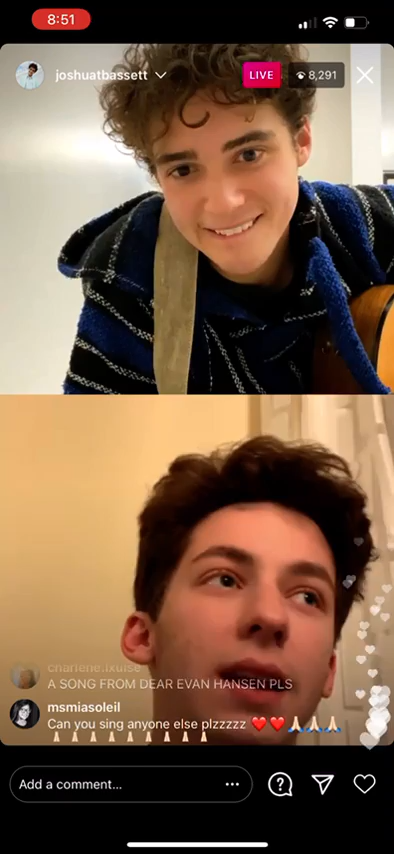 8:51
joshuatbassett
LIVE
8,291
charlene.lxuise
A SONG FROM DEAR EVAN HANSEN PLS
msmiasoleil
Can you sing anyone else plzzzzz ❤️❤️🙏🏻🙏🏻🙏🏻
Add a comment...